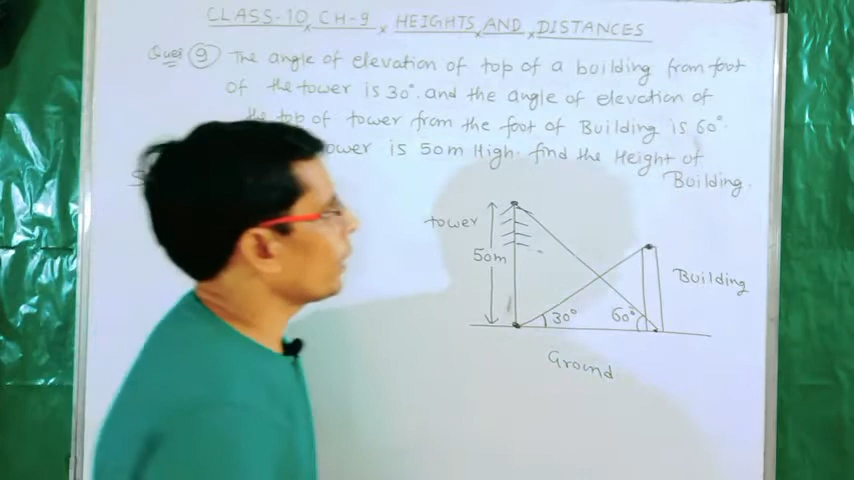 CLASS-10 CH-9 HEIGHTS AND DISTANCES
Ques 9 The angle of elevation of top of a building from foot
of the tower is 30°. and the angle of elevation of
the top of tower from the foot of Building is 60°.
ower is 50m High. find the Height of
Building.
tower
50m
Building
30°
60°
Ground